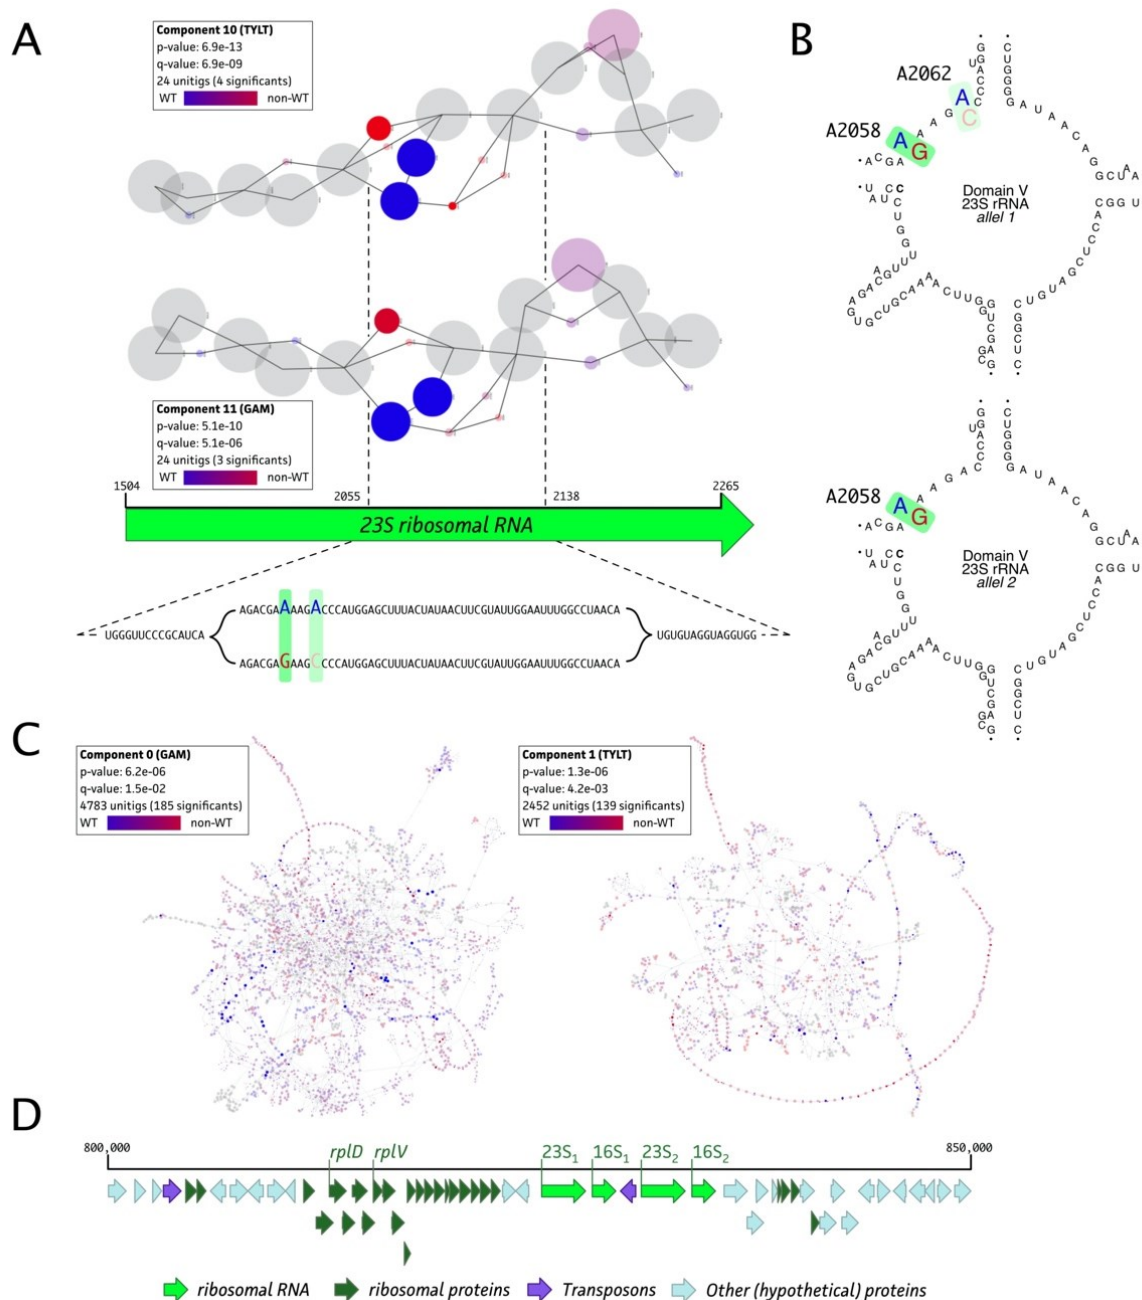 A
Component 10 (TYLT)
p-value: 6.9e-13
q-value: 6.9e-09
24 unitigs (4 significants)
WT non-WT
Component 11 (GAM)
p-value: 5.1e-10
q-value: 5.1e-06
24 unitigs (3 significants)
WT non-WT
1504 2055 2138 2265
23S ribosomal RNA
AGACGAAAAGACCCCAUGGAGCUUUACUAUAACUUCGUAUUGGAAUUUGGCCUAACA
UGGGUUCCCGCAUCA UGUGUAGGUAGGUGG
AGACGAGAAGCCCCCAUGGAGCUUUACUAUAACUUCGUAUUGGAAUUUGGCCUAACA
B
A2062
A
C
A2058
A
G
Domain V
23S rRNA
allel 1
A2058
A
G
Domain V
23S rRNA
allel 2
C
Component 0 (GAM)
p-value: 6.2e-06
q-value: 1.5e-02
4783 unitigs (185 significants)
WT non-WT
Component 1 (TYLT)
p-value: 1.3e-06
q-value: 4.2e-03
2452 unitigs (139 significants)
WT non-WT
D
800,000 850,000
rplD rplV 23S1 16S1 23S2 16S2
ribosomal RNA ribosomal proteins Transposons Other (hypothetical) proteins